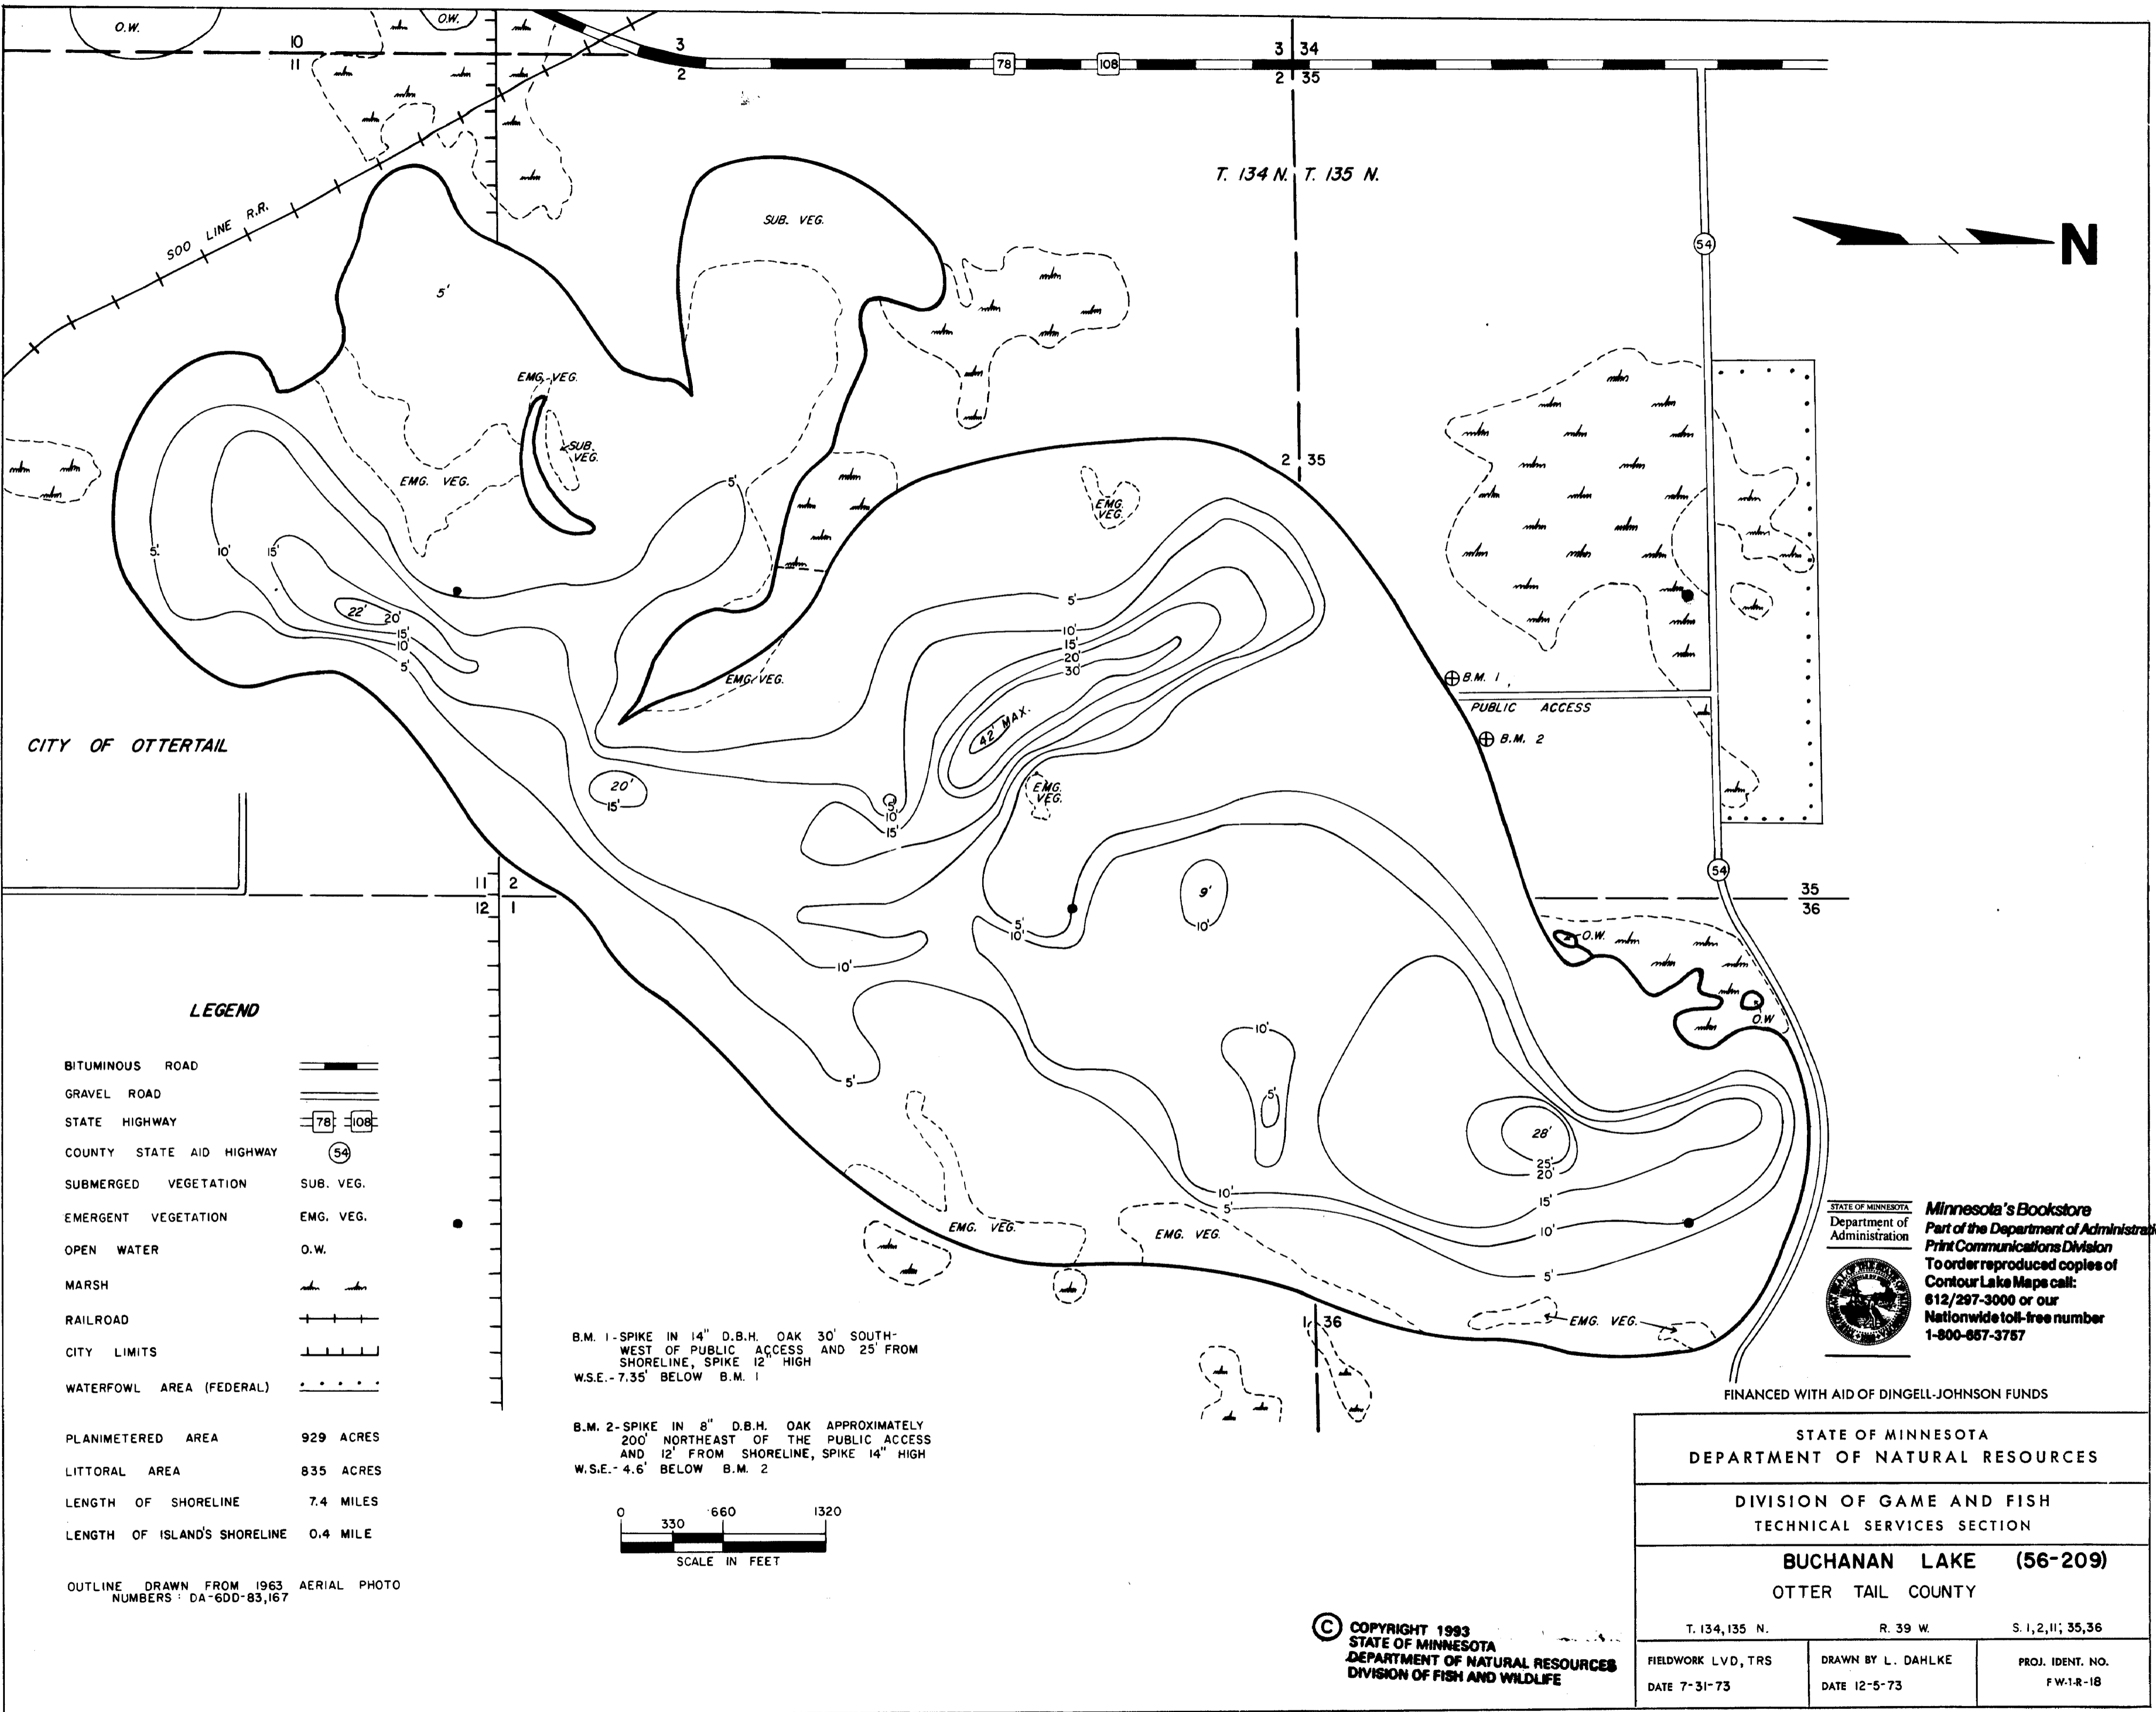 O.W.
O.W.
10
11
3
2
78
108
3 34
2 35
T. 134 N. T. 135 N.
SOO LINE R.R.
SUB. VEG.
54
N
5'
EMG. VEG.
SUB. VEG.
EMG. VEG.
2 35
5'
EMG. VEG.
5'
10'
15'
22'
20'
15'
10'
5'
5'
10'
15'
20'
30'
EMG. VEG.
42' MAX.
B.M. 1
PUBLIC ACCESS
B.M. 2
CITY OF OTTERTAIL
20'
15'
5'
10'
15'
EMG. VEG.
54
11 2
12 1
9'
10'
5'
10'
35
36
O.W.
O.W
10'
10'
5'
5'
28'
25'
20'
15'
10'
5'
10'
5'
EMG. VEG.
EMG. VEG.
EMG. VEG.
1 36
LEGEND
BITUMINOUS ROAD
GRAVEL ROAD
STATE HIGHWAY 78 108
COUNTY STATE AID HIGHWAY 54
SUBMERGED VEGETATION SUB. VEG.
EMERGENT VEGETATION EMG. VEG.
OPEN WATER O.W.
MARSH
RAILROAD
CITY LIMITS
WATERFOWL AREA (FEDERAL)
PLANIMETERED AREA 929 ACRES
LITTORAL AREA 835 ACRES
LENGTH OF SHORELINE 7.4 MILES
LENGTH OF ISLAND'S SHORELINE 0.4 MILE
OUTLINE DRAWN FROM 1963 AERIAL PHOTO
NUMBERS : DA-6DD-83,167
B.M. 1-SPIKE IN 14" D.B.H. OAK 30' SOUTH-
WEST OF PUBLIC ACCESS AND 25' FROM
SHORELINE, SPIKE 12" HIGH
W.S.E.-7.35' BELOW B.M. 1
B.M. 2-SPIKE IN 8" D.B.H. OAK APPROXIMATELY
200' NORTHEAST OF THE PUBLIC ACCESS
AND 12' FROM SHORELINE, SPIKE 14" HIGH
W.S.E.-4.6' BELOW B.M. 2
0 330 660 1320
SCALE IN FEET
STATE OF MINNESOTA
Department of
Administration
Minnesota's Bookstore
Part of the Department of Administrati
Print Communications Division
To order reproduced copies of
Contour Lake Maps call:
612/297-3000 or our
Nationwide toll-free number
1-800-657-3757
FINANCED WITH AID OF DINGELL-JOHNSON FUNDS
STATE OF MINNESOTA
DEPARTMENT OF NATURAL RESOURCES
DIVISION OF GAME AND FISH
TECHNICAL SERVICES SECTION
BUCHANAN LAKE (56-209)
OTTER TAIL COUNTY
T. 134,135 N. R. 39 W. S. 1,2,11; 35,36
FIELDWORK LVD, TRS
DATE 7-31-73
DRAWN BY L. DAHLKE
DATE 12-5-73
PROJ. IDENT. NO.
FW-1-R-18
© COPYRIGHT 1993
STATE OF MINNESOTA
DEPARTMENT OF NATURAL RESOURCES
DIVISION OF FISH AND WILDLIFE